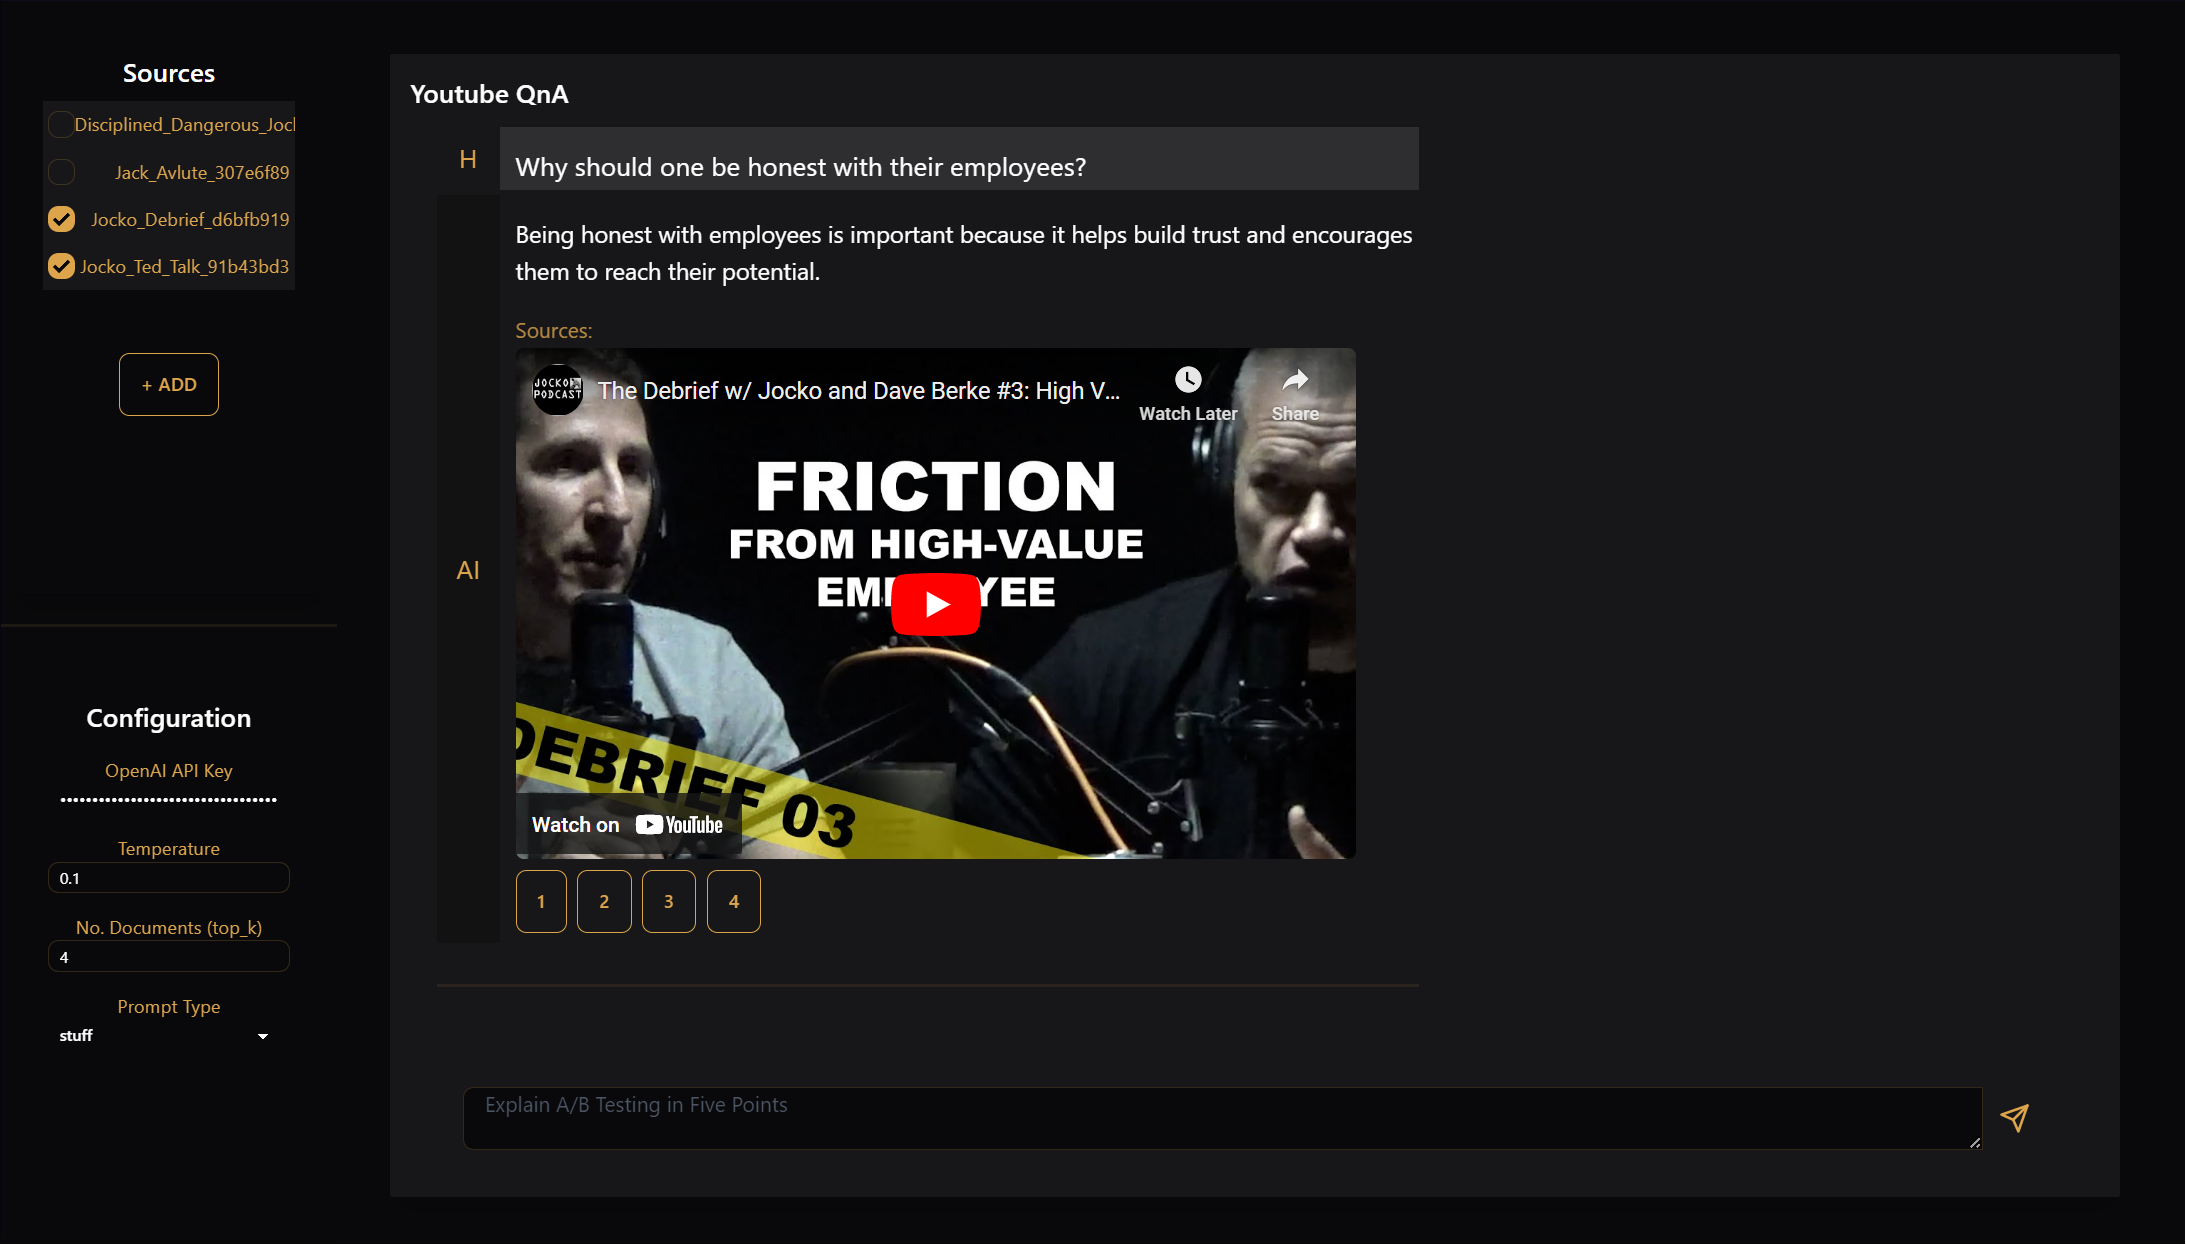 Sources
Disciplined_Dangerous_Joc
Jack_Avlute_307e6f89
Jocko_Debrief_d6bfb919
Jocko_Ted_Talk_91b43bd3
+ ADD
Configuration
OpenAI API Key
••••••••••••••••••••••••••••••••••
Temperature
0.1
No. Documents (top_k)
4
Prompt Type
stuff
Youtube QnA
H
Why should one be honest with their employees?
AI
Being honest with employees is important because it helps build trust and encourages
them to reach their potential.
Sources:
JOCKO
PODCAST
The Debrief w/ Jocko and Dave Berke #3: High V...
Watch Later
Share
FRICTION
FROM HIGH-VALUE
DEBRIEF 03
Watch on YouTube
1 2 3 4
Explain A/B Testing in Five Points